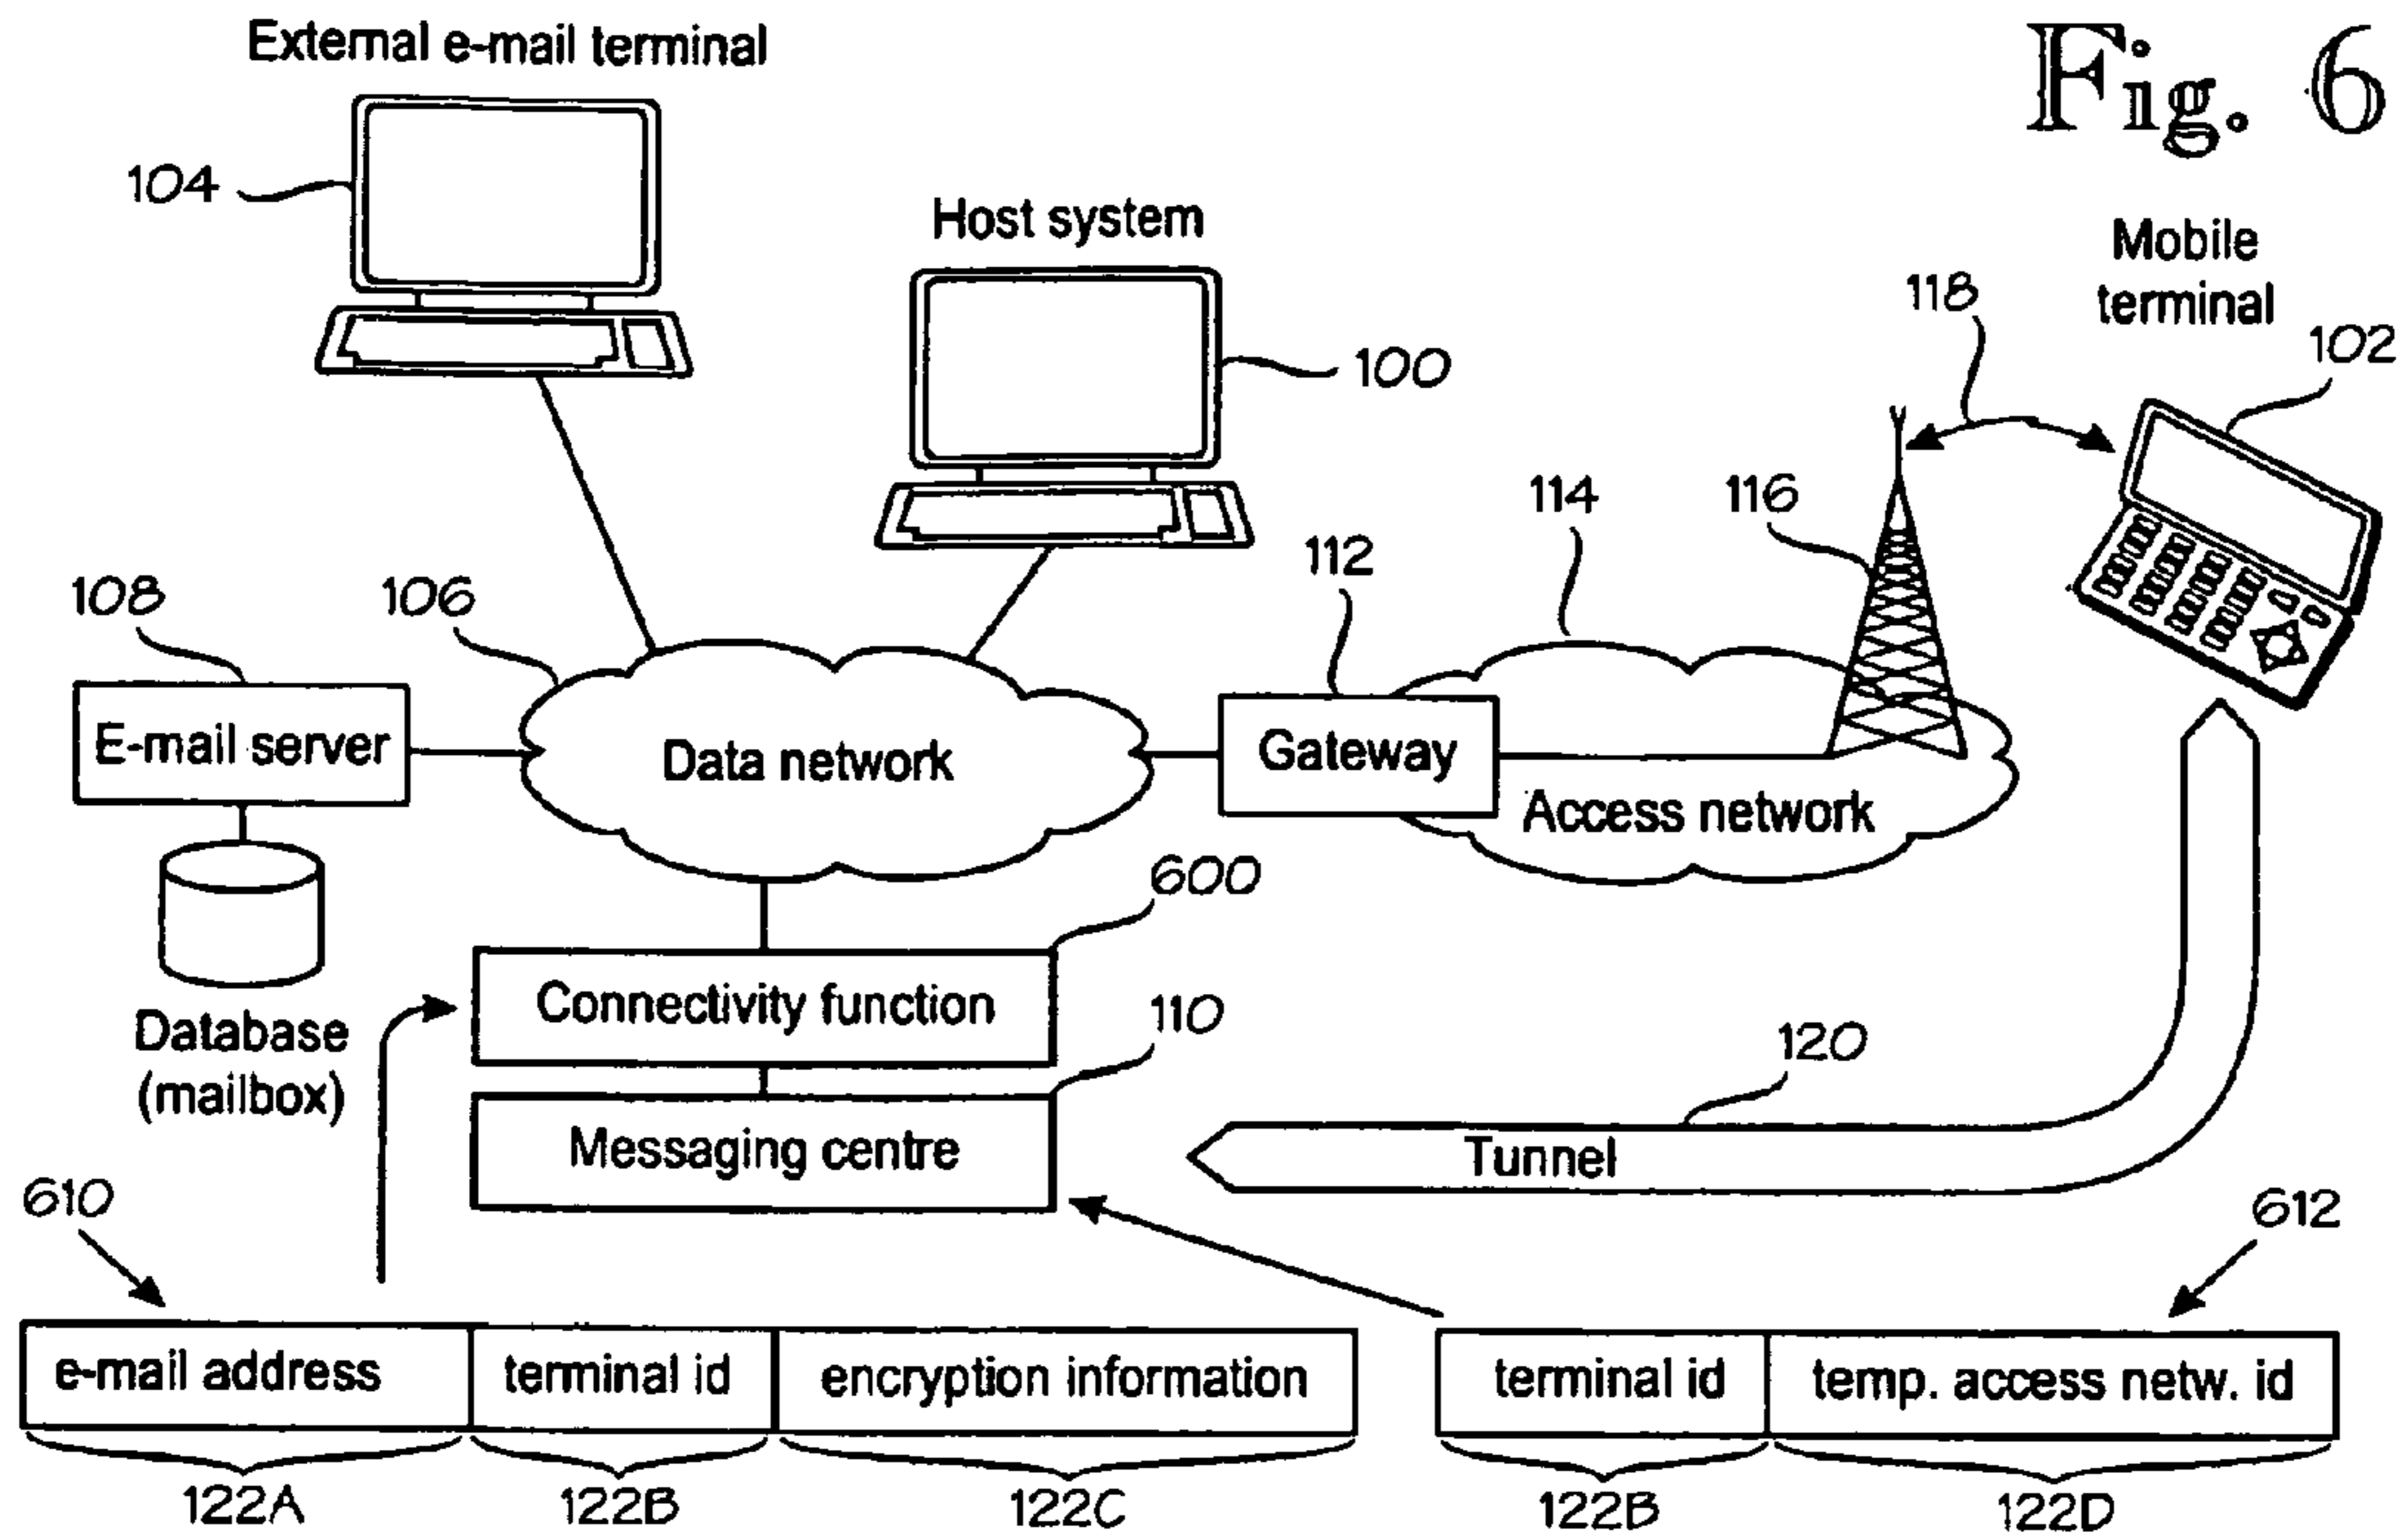 External e-mail terminal
Fig. 6
104
Host system
Mobile
terminal
118
102
100
114
116
112
108
106
E-mail server
Data network
Gateway
Access network
600
Connectivity function
Database
(mailbox)
110
Messaging centre
120
Tunnel
610
612
e-mail address
terminal id
encryption information
terminal id
temp. access netw. id
122A
122B
122C
122B
122D